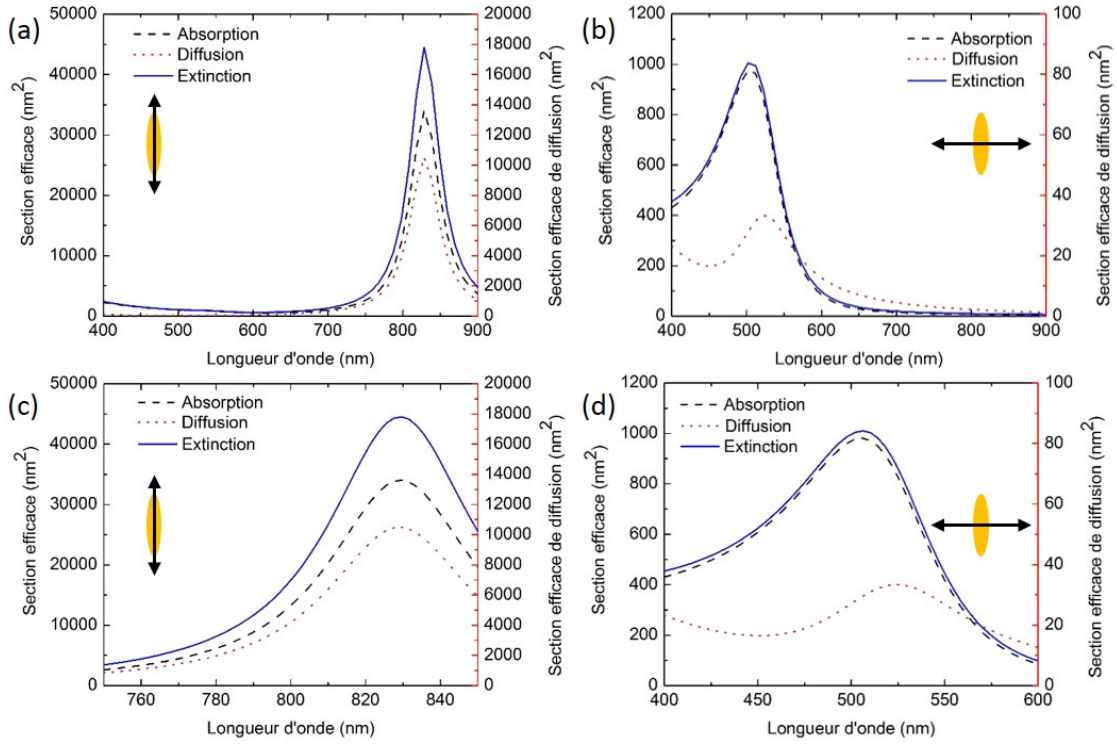 (a)
Absorption
Diffusion
Extinction
Section efficace (nm²)
50000
40000
30000
20000
10000
0
20000
18000
16000
14000
12000
10000
8000
6000
4000
2000
0
Section efficace de diffusion (nm²)
400 500 600 700 800 900
Longueur d'onde (nm)
(b)
Absorption
Diffusion
Extinction
Section efficace (nm²)
1200
1000
800
600
400
200
0
100
80
60
40
20
0
Section efficace de diffusion (nm²)
400 500 600 700 800 900
Longueur d'onde (nm)
(c)
Absorption
Diffusion
Extinction
Section efficace (nm²)
50000
40000
30000
20000
10000
0
20000
18000
16000
14000
12000
10000
8000
6000
4000
2000
0
Section efficace de diffusion (nm²)
760 780 800 820 840
Longueur d'onde (nm)
(d)
Absorption
Diffusion
Extinction
Section efficace (nm²)
1200
1000
800
600
400
200
0
100
80
60
40
20
0
Section efficace de diffusion (nm²)
400 450 500 550 600
Longueur d'onde (nm)